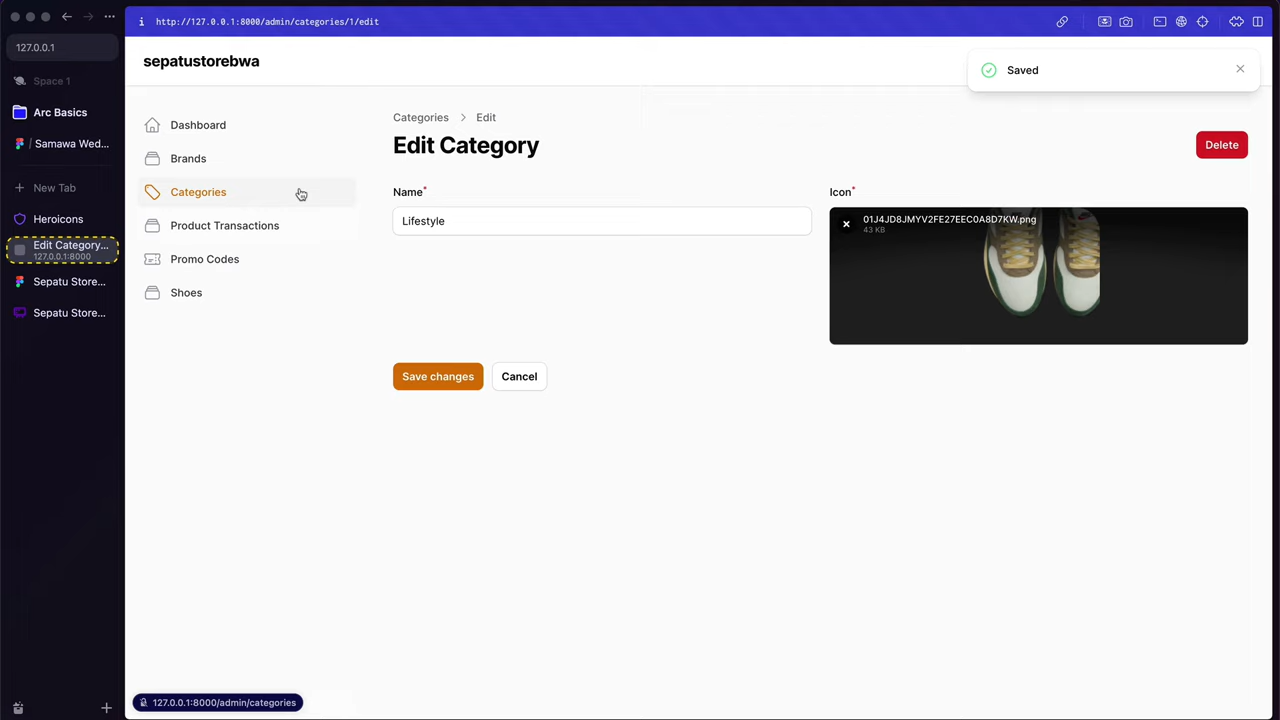 http://127.0.0.1:8000/admin/categories/1/edit
127.0.0.1
Space 1
Arc Basics
/ Samawa Wed...
New Tab
Heroicons
Edit Category...
127.0.0.1:8000
Sepatu Store...
Sepatu Store...
sepatustorebwa
Saved
Dashboard
Brands
Categories
Product Transactions
Promo Codes
Shoes
Categories > Edit
Edit Category
Delete
Name*
Lifestyle
Icon*
01J4JD8JMYV2FE27EEC0A8D7KW.png
43 KB
Save changes
Cancel
127.0.0.1:8000/admin/categories